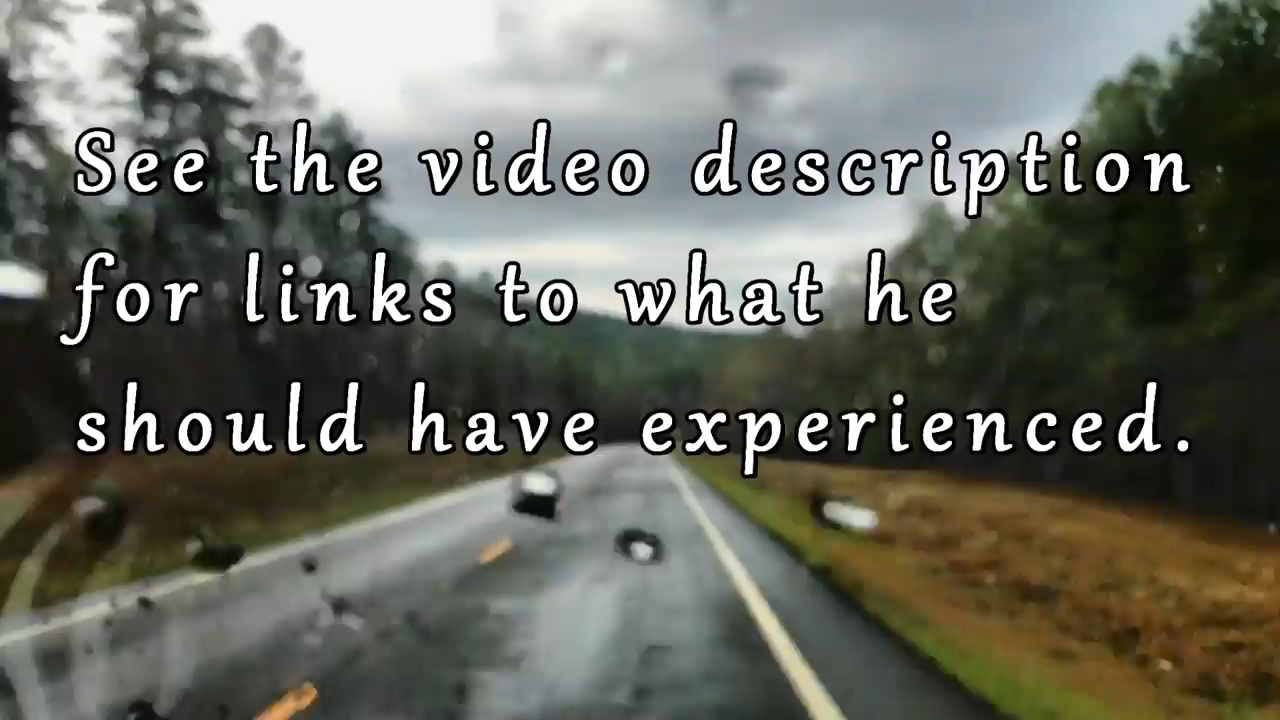 See the video description
for links to what he
should have experienced.